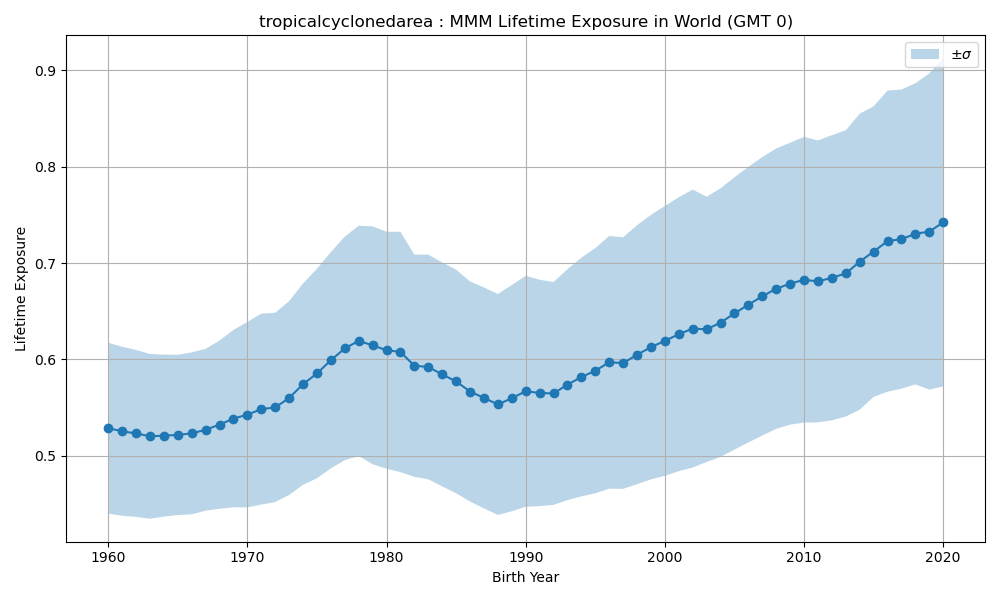 tropicalcyclonedarea : MMM Lifetime Exposure in World (GMT 0)
±σ
0.9
0.8
0.7
0.6
0.5
Lifetime Exposure
1960 1970 1980 1990 2000 2010 2020
Birth Year